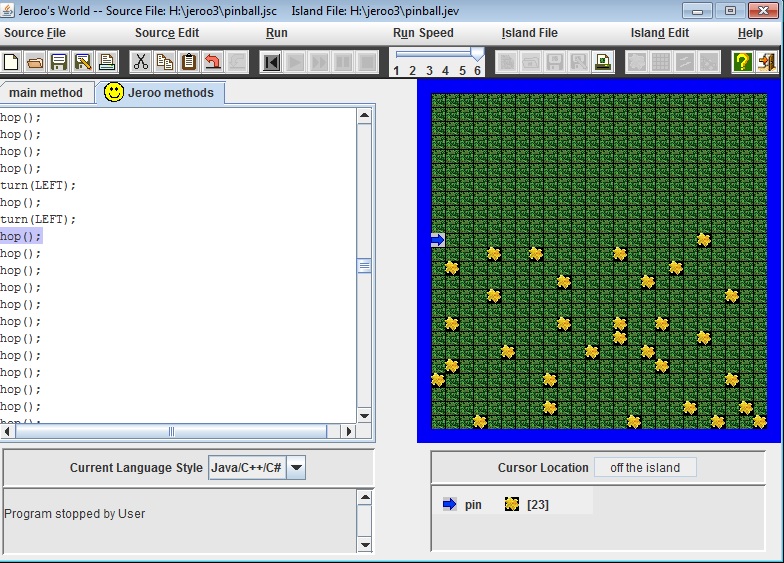 Jeroo's World -- Source File: H:\jeroo3\pinball.jsc    Island File: H:\jeroo3\pinball.jev
Source File    Source Edit    Run    Run Speed    Island File    Island Edit    Help
1 2 3 4 5 6
main method    Jeroo methods
hop();
hop();
hop();
hop();
turn(LEFT);
hop();
turn(LEFT);
hop();
hop();
hop();
hop();
hop();
hop();
hop();
hop();
hop();
hop();
hop();
hop();
Current Language Style    Java/C++/C#
Cursor Location    off the island
pin    [23]
Program stopped by User